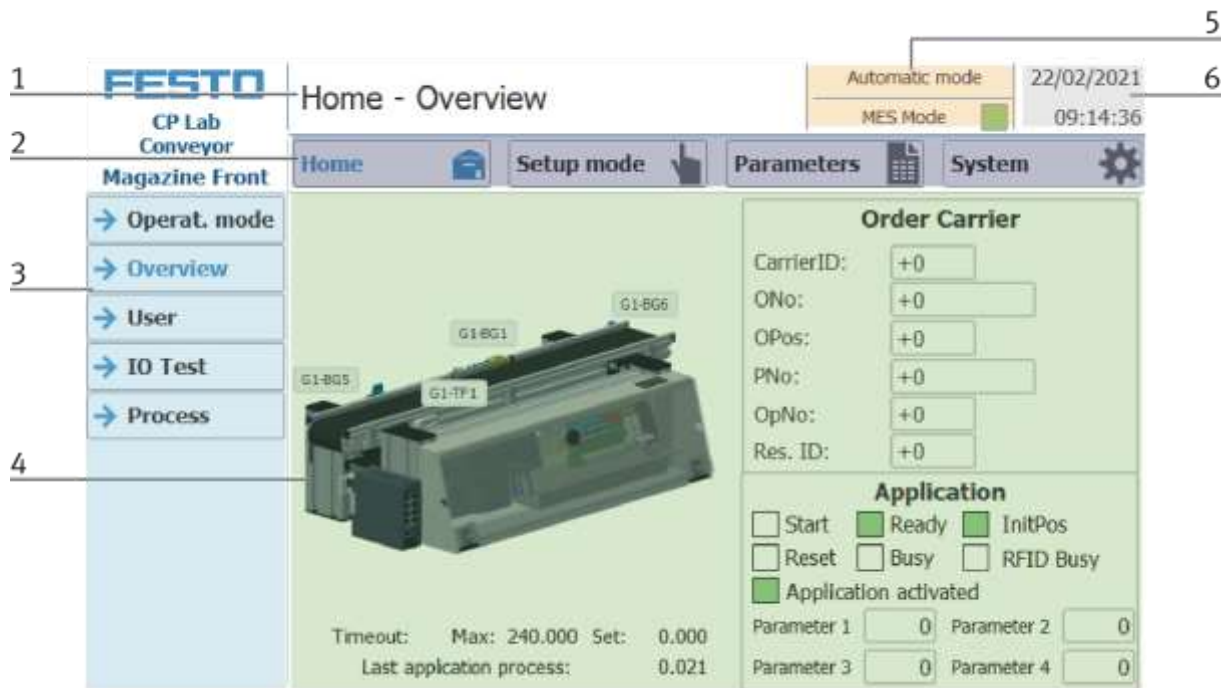 5
1
FESTO
Home - Overview
Automatic mode
22/02/2021
6
CP Lab
Conveyor
Magazine Front
MES Mode
09:14:36
2
Home
Setup mode
Parameters
System
Operat. mode
Overview
User
IO Test
Process
3
4
G1-BG6
G1-BG1
G1-BG5
G1-TF1
Timeout: Max: 240.000 Set: 0.000
Last application process: 0.021
Order Carrier
CarrierID: +0
ONo: +0
OPos: +0
PNo: +0
OpNo: +0
Res. ID: +0
Application
Start Ready InitPos
Reset Busy RFID Busy
Application activated
Parameter 1 0 Parameter 2 0
Parameter 3 0 Parameter 4 0